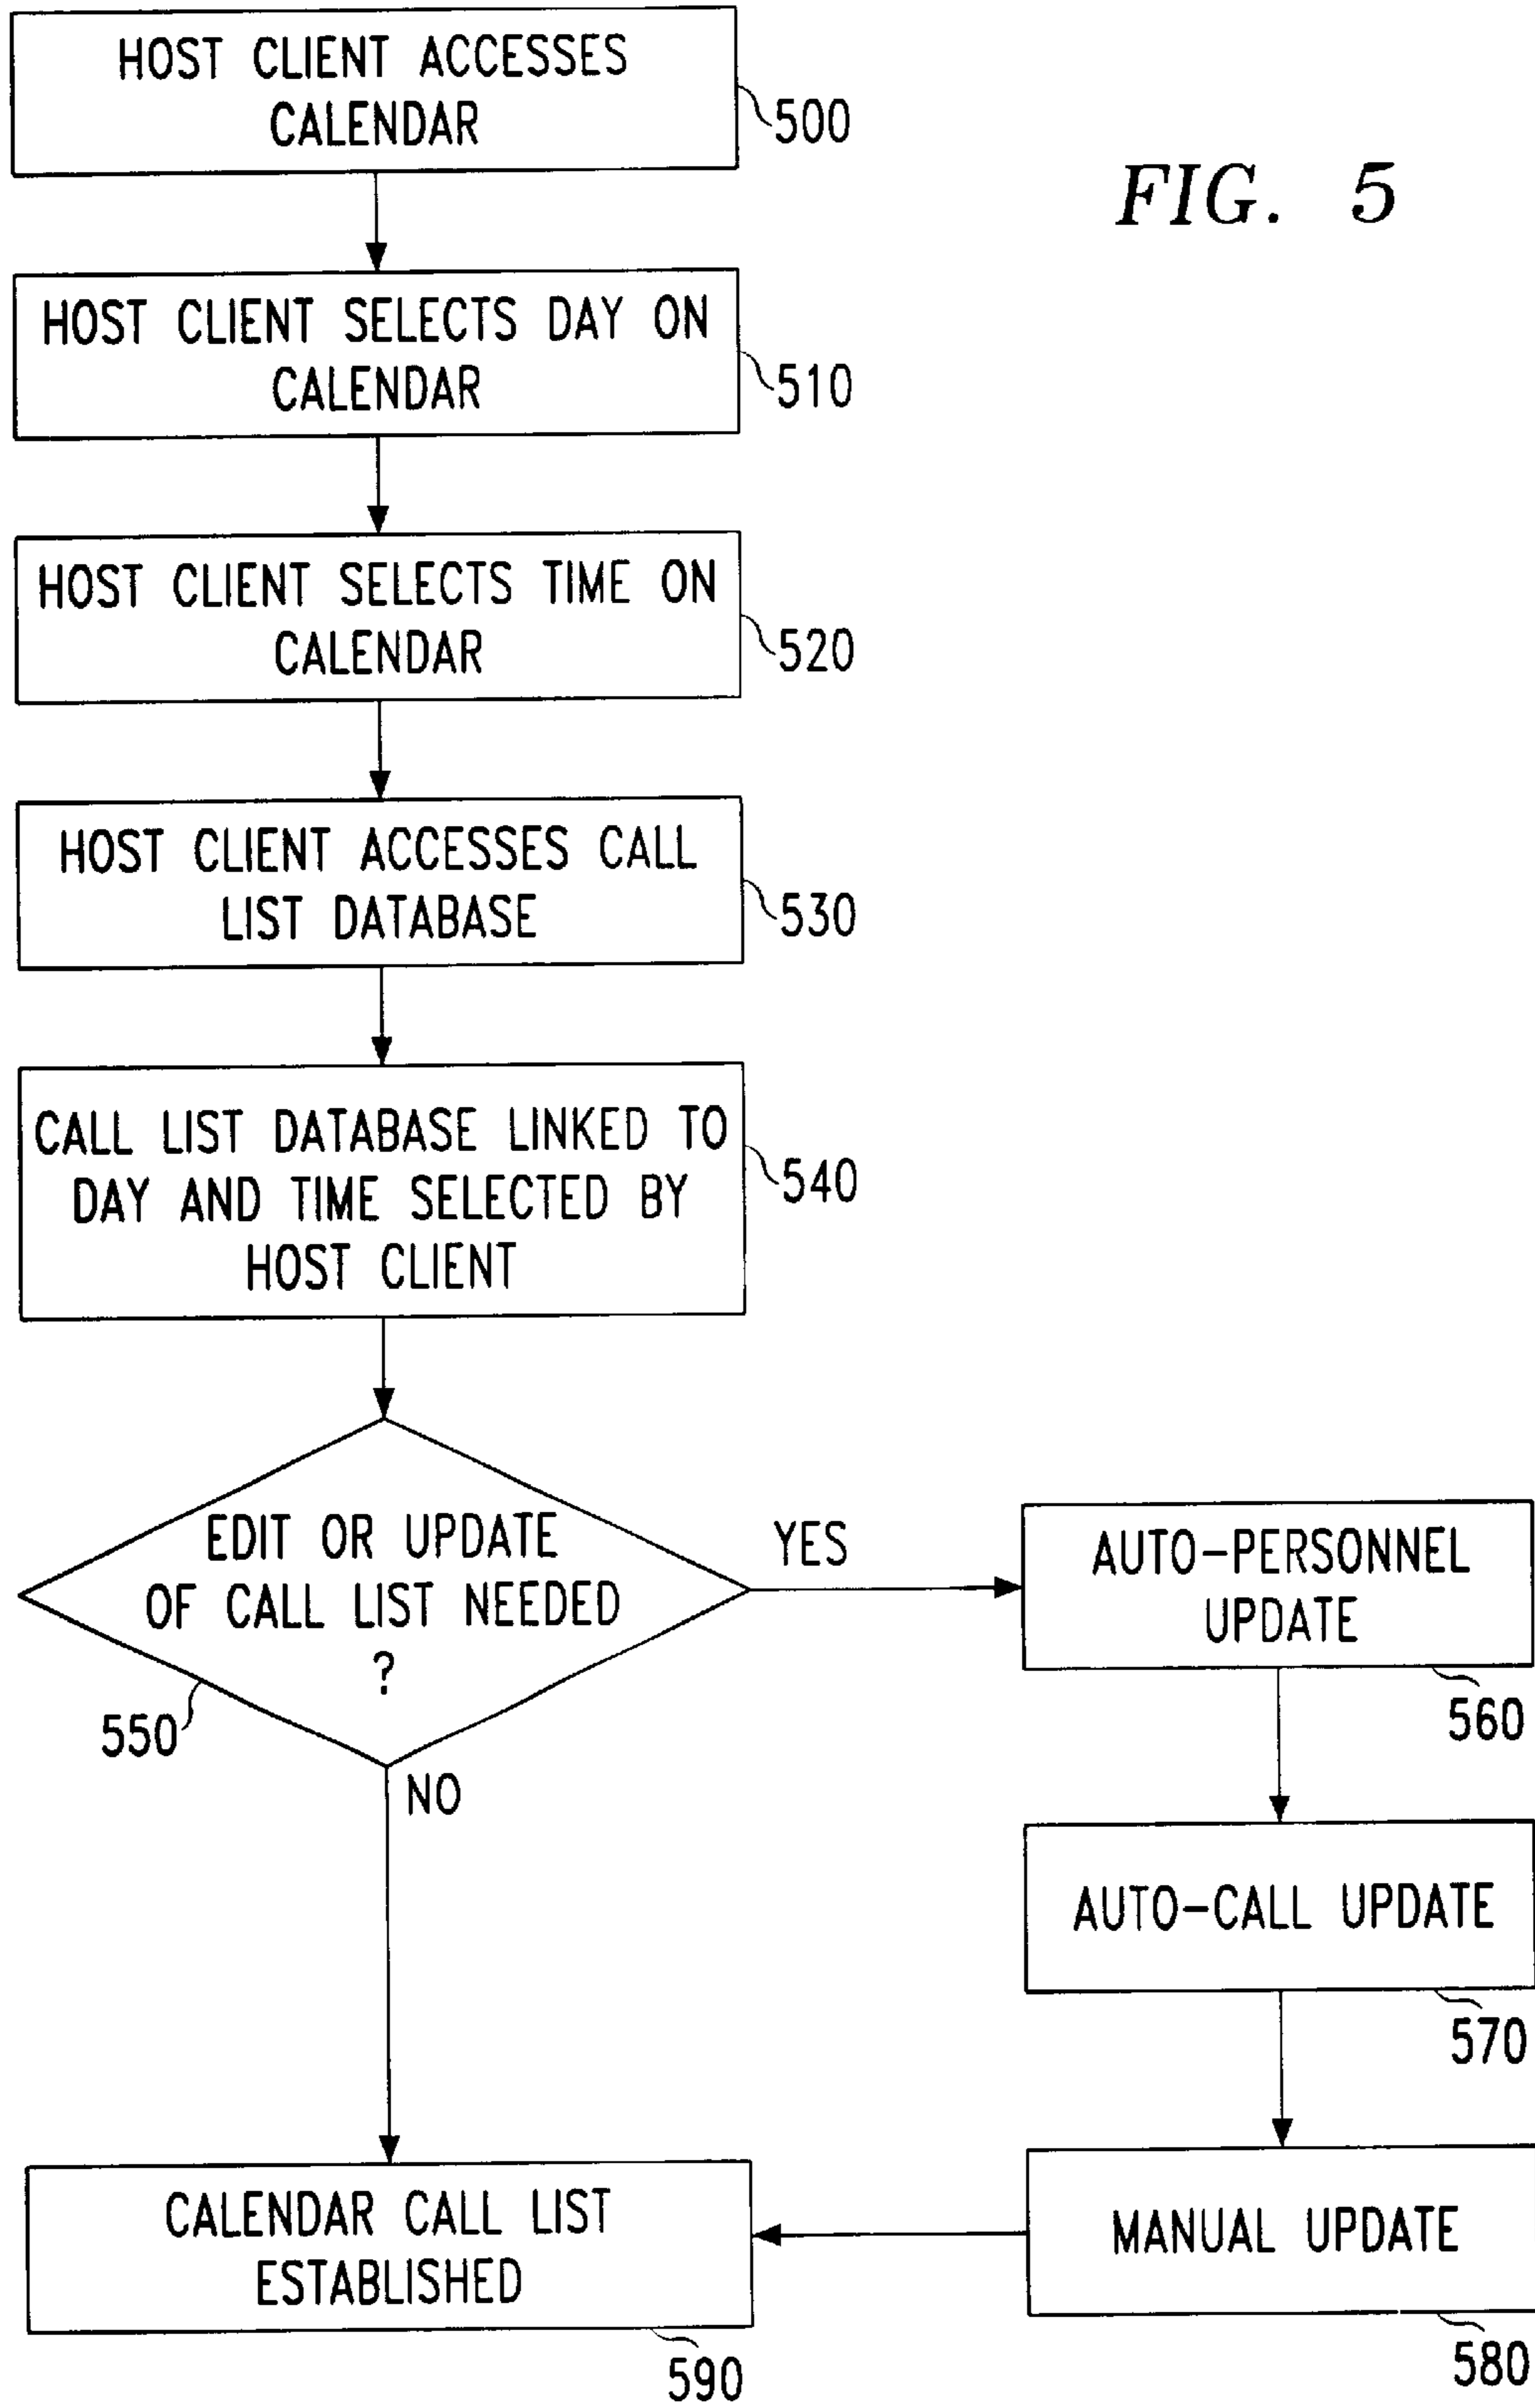 HOST CLIENT ACCESSES
CALENDAR
500
FIG. 5
HOST CLIENT SELECTS DAY ON
CALENDAR
510
HOST CLIENT SELECTS TIME ON
CALENDAR
520
HOST CLIENT ACCESSES CALL
LIST DATABASE
530
CALL LIST DATABASE LINKED TO
DAY AND TIME SELECTED BY
HOST CLIENT
540
EDIT OR UPDATE
OF CALL LIST NEEDED
?
550
YES
NO
AUTO-PERSONNEL
UPDATE
560
AUTO-CALL UPDATE
570
MANUAL UPDATE
580
CALENDAR CALL LIST
ESTABLISHED
590